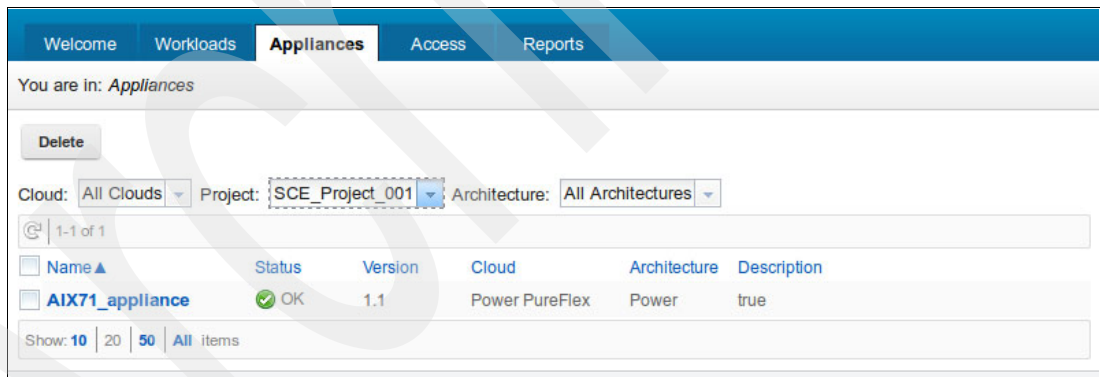 Welcome Workloads Appliances Access Reports
You are in: Appliances
Delete
Cloud: All Clouds Project: SCE_Project_001 Architecture: All Architectures
1-1 of 1
Name Status Version Cloud Architecture Description
AIX71_appliance OK 1.1 Power PureFlex Power true
Show: 10 | 20 | 50 | All items